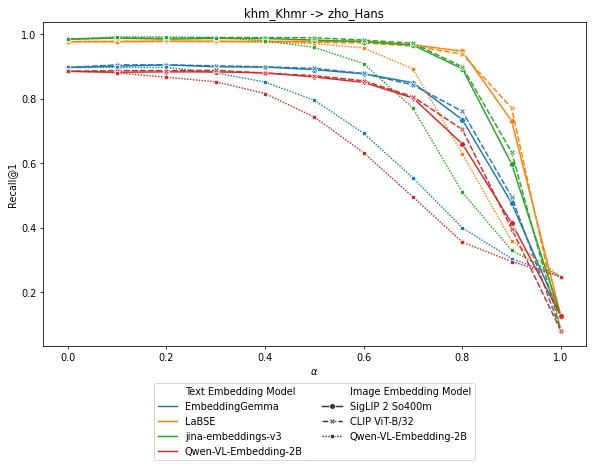 khm_Khmr -> zho_Hans
Recall@1
1.0
0.8
0.6
0.4
0.2
0.0 0.2 0.4 0.6 0.8 1.0
α
Text Embedding Model Image Embedding Model
EmbeddingGemma SigLIP 2 So400m
LaBSE CLIP ViT-B/32
jina-embeddings-v3 Qwen-VL-Embedding-2B
Qwen-VL-Embedding-2B